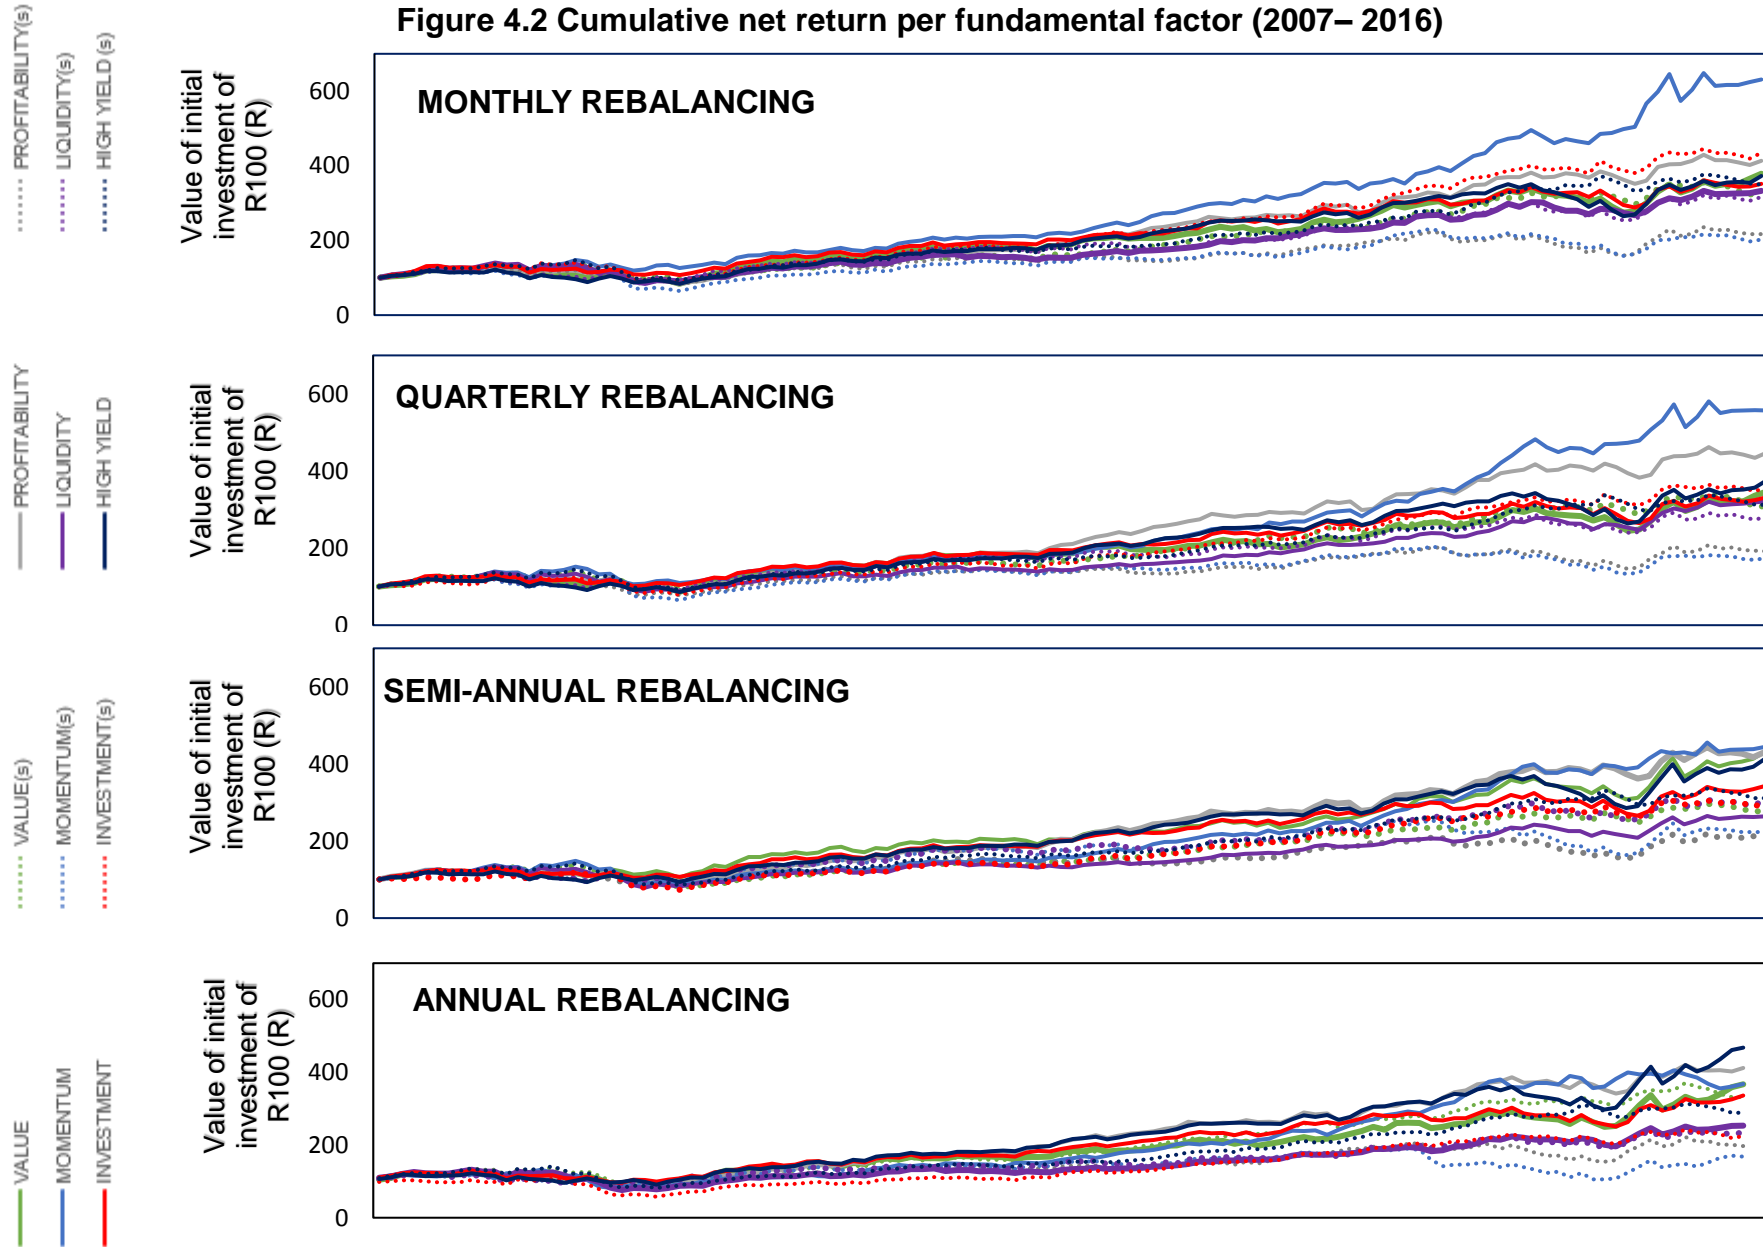 Figure 4.2 Cumulative net return per fundamental factor (2007– 2016)
PROFITABILITY(s)
LIQUIDITY(s)
HIGH YIELD (s)
Value of initial
investment of
R100 (R)
600
400
200
0
MONTHLY REBALANCING
PROFITABILITY
LIQUIDITY
HIGH YIELD
Value of initial
investment of
R100 (R)
600
400
200
0
QUARTERLY REBALANCING
VALUE(s)
MOMENTUM(s)
INVESTMENT(s)
Value of initial
investment of
R100 (R)
600
400
200
0
SEMI-ANNUAL REBALANCING
VALUE
MOMENTUM
INVESTMENT
Value of initial
investment of
R100 (R)
600
400
200
0
ANNUAL REBALANCING